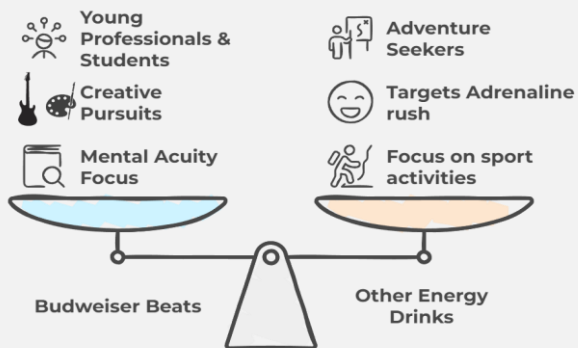 Young
Professionals &
Students
Creative
Pursuits
Mental Acuity
Focus
Adventure
Seekers
Targets Adrenaline
rush
Focus on sport
activities
Budweiser Beats
Other Energy
Drinks